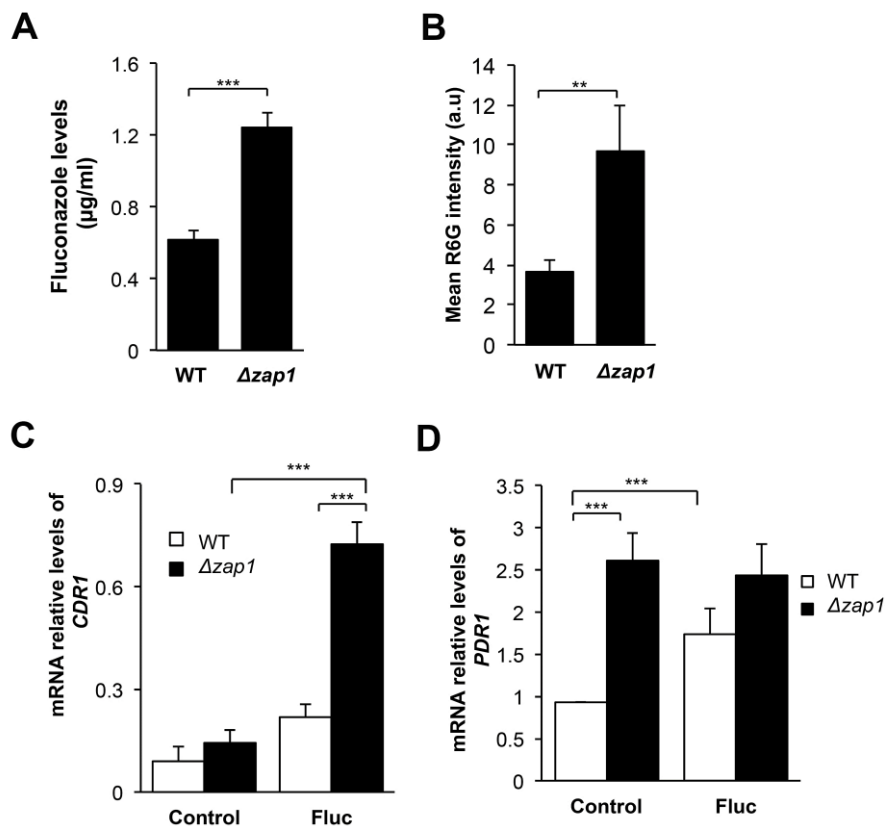 A
Fluconazole levels
(µg/ml)
1.6
1.2
0.8
0.4
0
***
WT
Δzap1
B
Mean R6G intensity (a.u)
14
12
10
8
6
4
2
0
**
WT
Δzap1
C
mRNA relative levels of
CDR1
0.9
0.6
0.3
0
***
***
WT
Δzap1
Control
Fluc
D
mRNA relative levels of
PDR1
3.5
3
2.5
2
1.5
1
0.5
0
***
***
WT
Δzap1
Control
Fluc